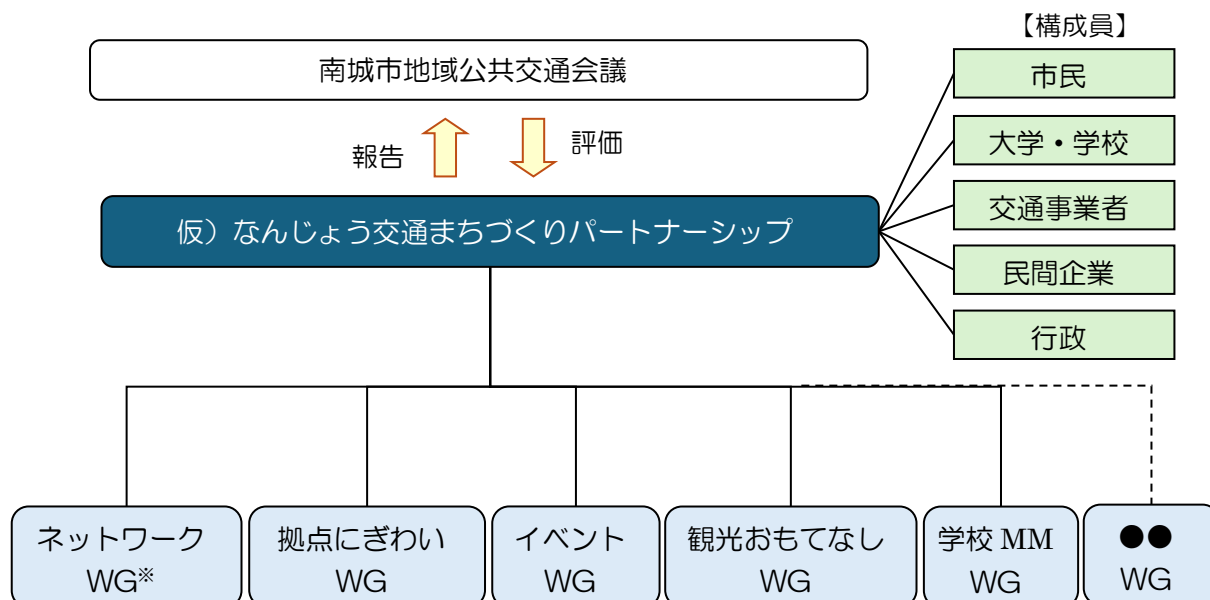 【構成員】
南城市地域公共交通会議
市民
大学・学校
報告
評価
交通事業者
仮）なんじょう交通まちづくりパートナーシップ
民間企業
行政
ネットワーク
WG※
拠点にぎわい
WG
イベント
WG
観光おもてなし
WG
学校 MM
WG
●●
WG